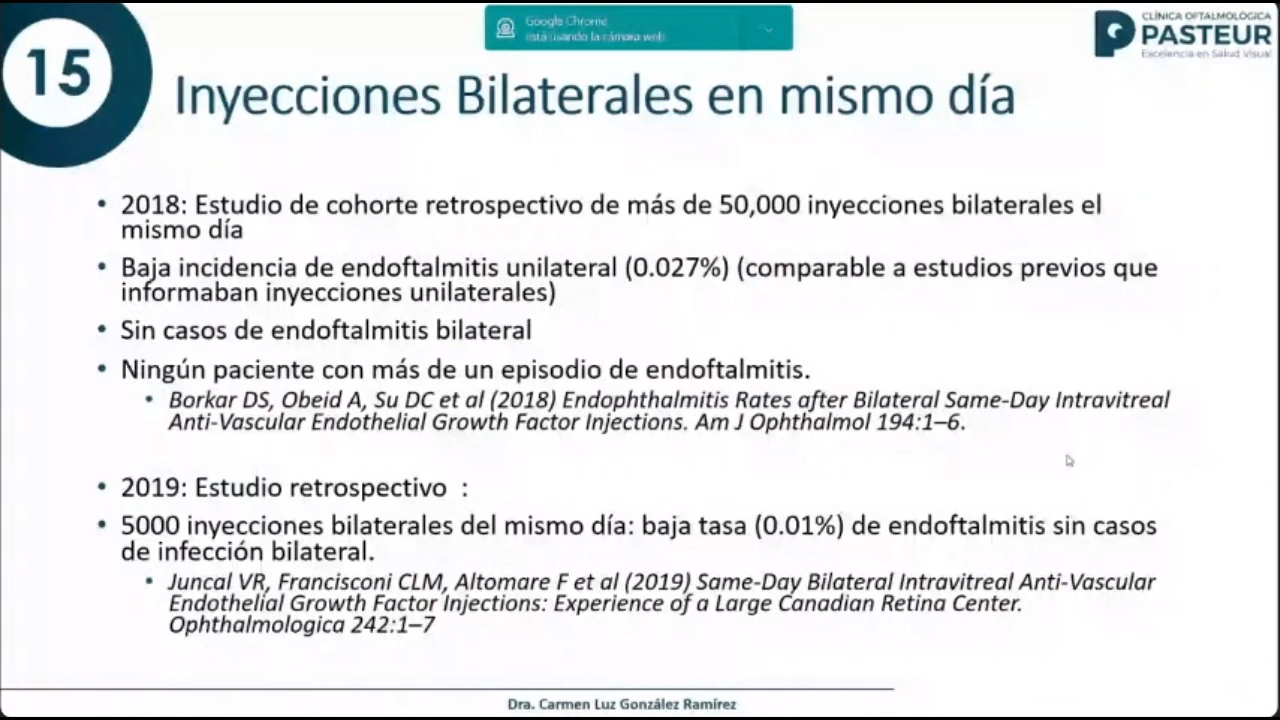 15
Google Chrome
está usando la cámara web
CLÍNICA OFTALMOLÓGICA
PASTEUR
Excelencia en Salud Visual
Inyecciones Bilaterales en mismo día
• 2018: Estudio de cohorte retrospectivo de más de 50,000 inyecciones bilaterales el
mismo día
• Baja incidencia de endoftalmitis unilateral (0.027%) (comparable a estudios previos que
informaban inyecciones unilaterales)
• Sin casos de endoftalmitis bilateral
• Ningún paciente con más de un episodio de endoftalmitis.
• Borkar DS, Obeid A, Su DC et al (2018) Endophthalmitis Rates after Bilateral Same-Day Intravitreal
Anti-Vascular Endothelial Growth Factor Injections. Am J Ophthalmol 194:1–6.
• 2019: Estudio retrospectivo :
• 5000 inyecciones bilaterales del mismo día: baja tasa (0.01%) de endoftalmitis sin casos
de infección bilateral.
• Juncal VR, Francisconi CLM, Altomare F et al (2019) Same-Day Bilateral Intravitreal Anti-Vascular
Endothelial Growth Factor Injections: Experience of a Large Canadian Retina Center.
Ophthalmologica 242:1–7
Dra. Carmen Luz González Ramírez